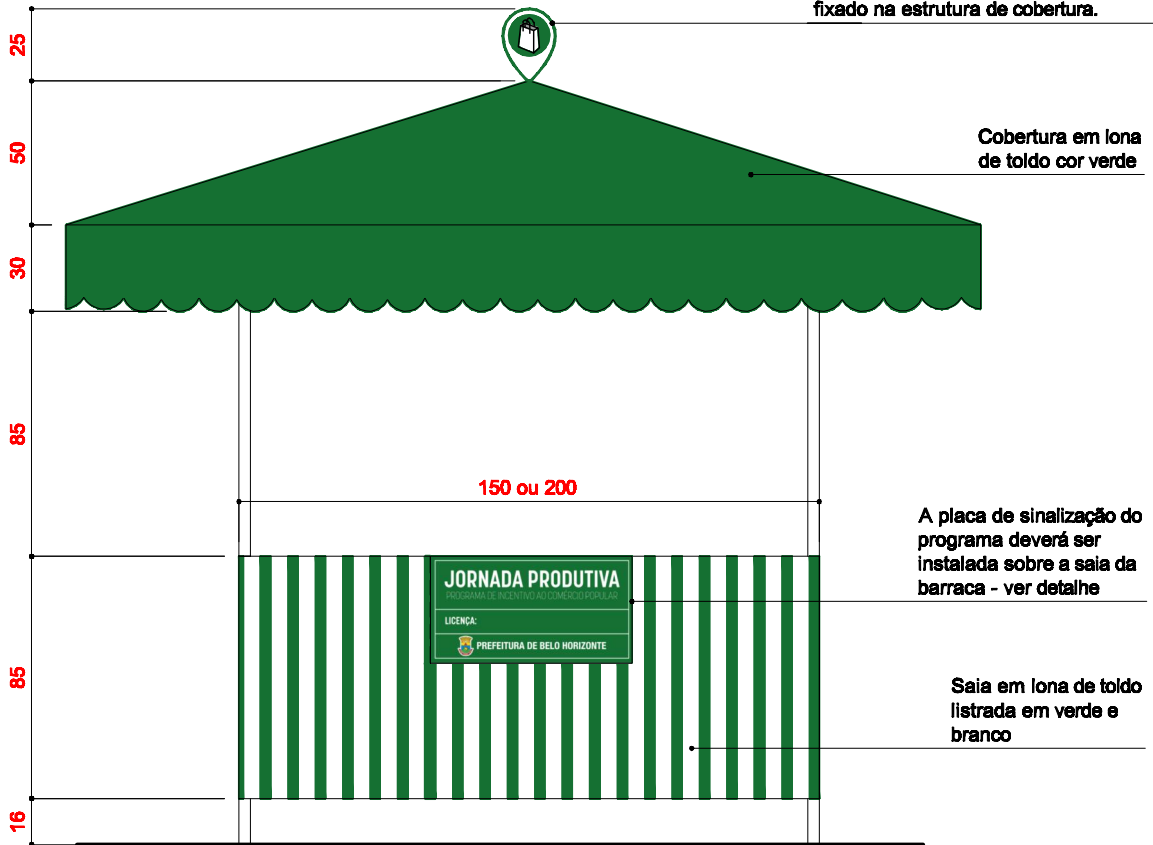 fixado na estrutura de cobertura.
25
Cobertura em lona
de toldo cor verde
50
30
85
150 ou 200
A placa de sinalização do
programa deverá ser
instalada sobre a saia da
barraca - ver detalhe
JORNADA PRODUTIVA
PROGRAMA DE INCENTIVO AO COMÉRCIO POPULAR
LICENÇA:
PREFEITURA DE BELO HORIZONTE
85
Saia em lona de toldo
listrada em verde e
branco
16